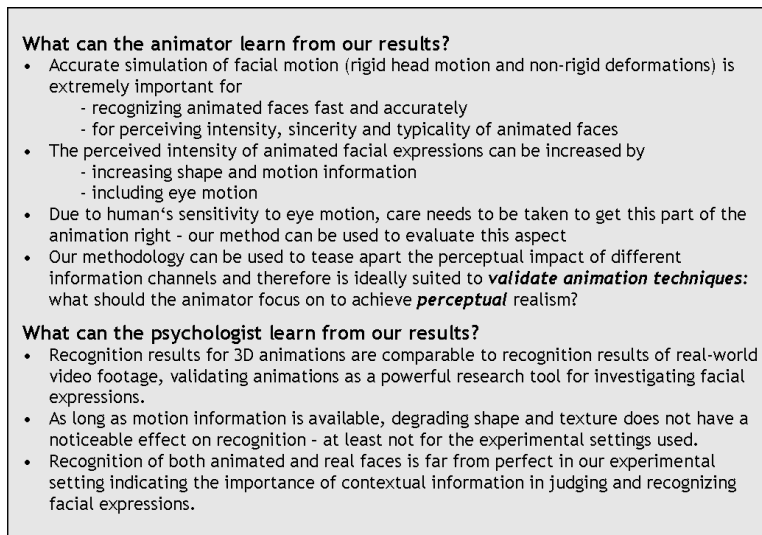 What can the animator learn from our results?
• Accurate simulation of facial motion (rigid head motion and non-rigid deformations) is
extremely important for
- recognizing animated faces fast and accurately
- for perceiving intensity, sincerity and typicality of animated faces
• The perceived intensity of animated facial expressions can be increased by
- increasing shape and motion information
- including eye motion
• Due to human‘s sensitivity to eye motion, care needs to be taken to get this part of the
animation right – our method can be used to evaluate this aspect
• Our methodology can be used to tease apart the perceptual impact of different
information channels and therefore is ideally suited to validate animation techniques:
what should the animator focus on to achieve perceptual realism?
What can the psychologist learn from our results?
• Recognition results for 3D animations are comparable to recognition results of real-world
video footage, validating animations as a powerful research tool for investigating facial
expressions.
• As long as motion information is available, degrading shape and texture does not have a
noticeable effect on recognition – at least not for the experimental settings used.
• Recognition of both animated and real faces is far from perfect in our experimental
setting indicating the importance of contextual information in judging and recognizing
facial expressions.